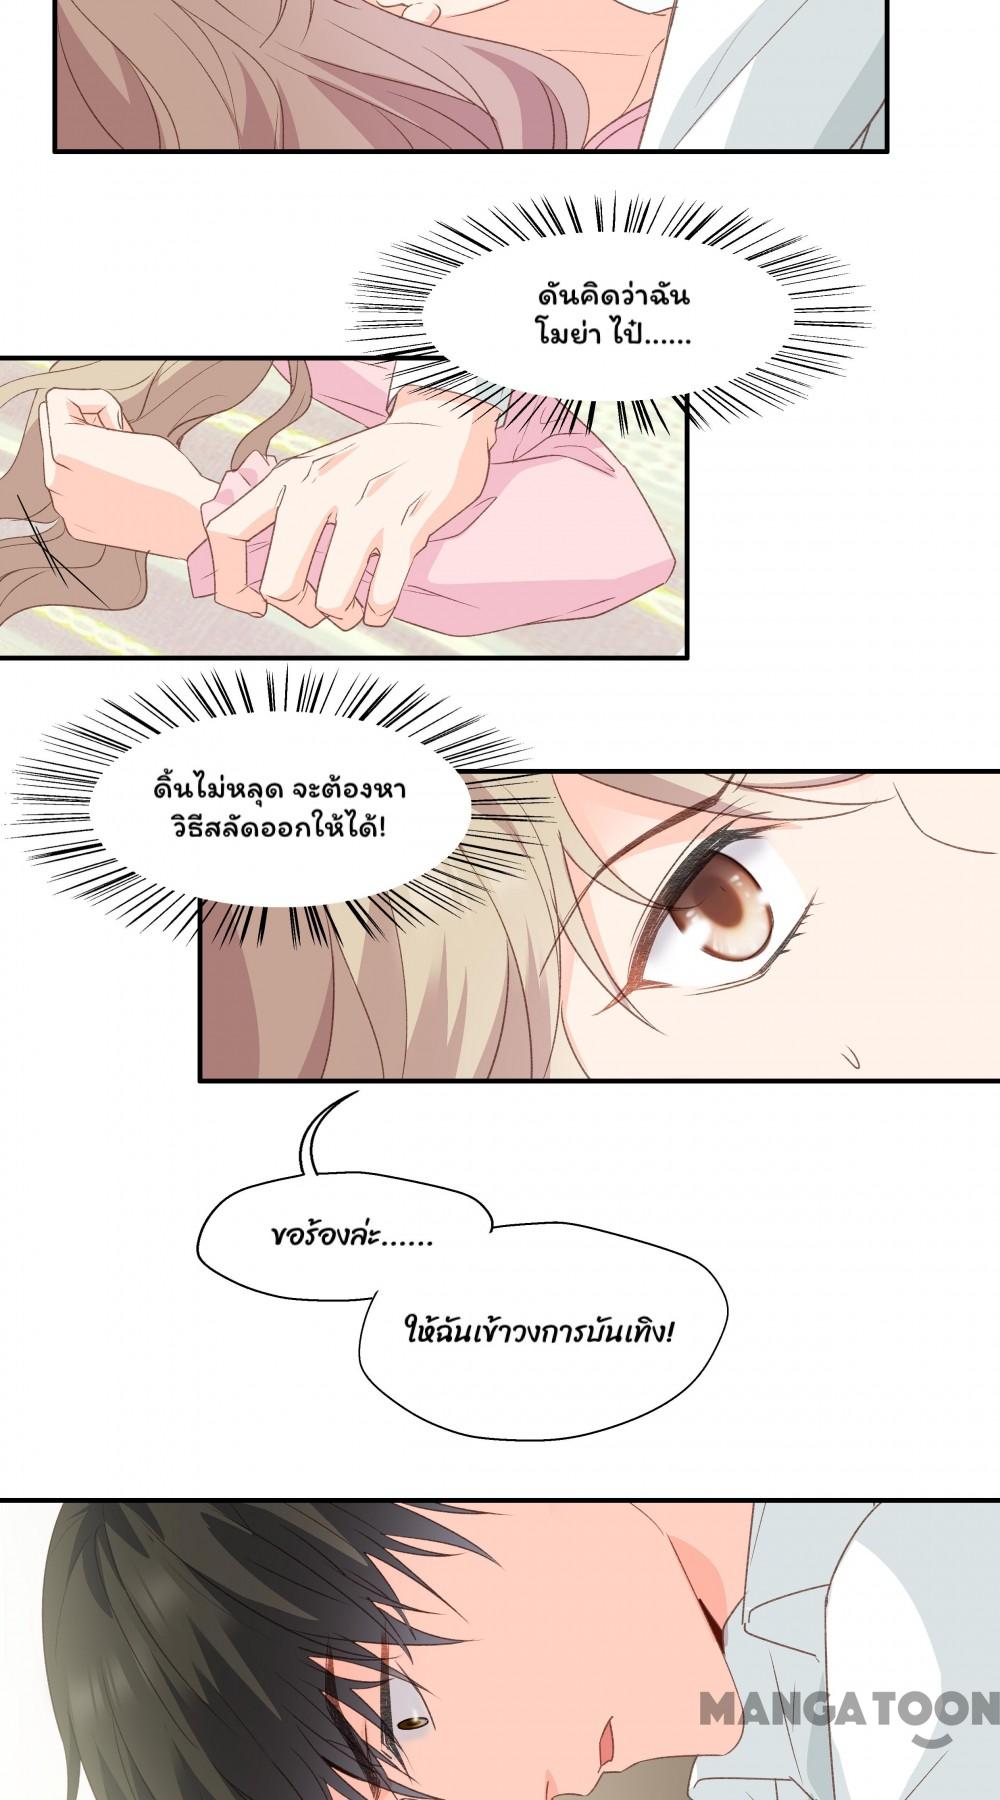 ดันคิดว่าฉัน
โมย่า ไป๋......
ดิ้นไม่หลุด จะต้องหา
วิธีสลัดออกให้ได้!
ขอร้องล่ะ......
ให้ฉันเข้าวงการบันเทิง!
MANGATOON